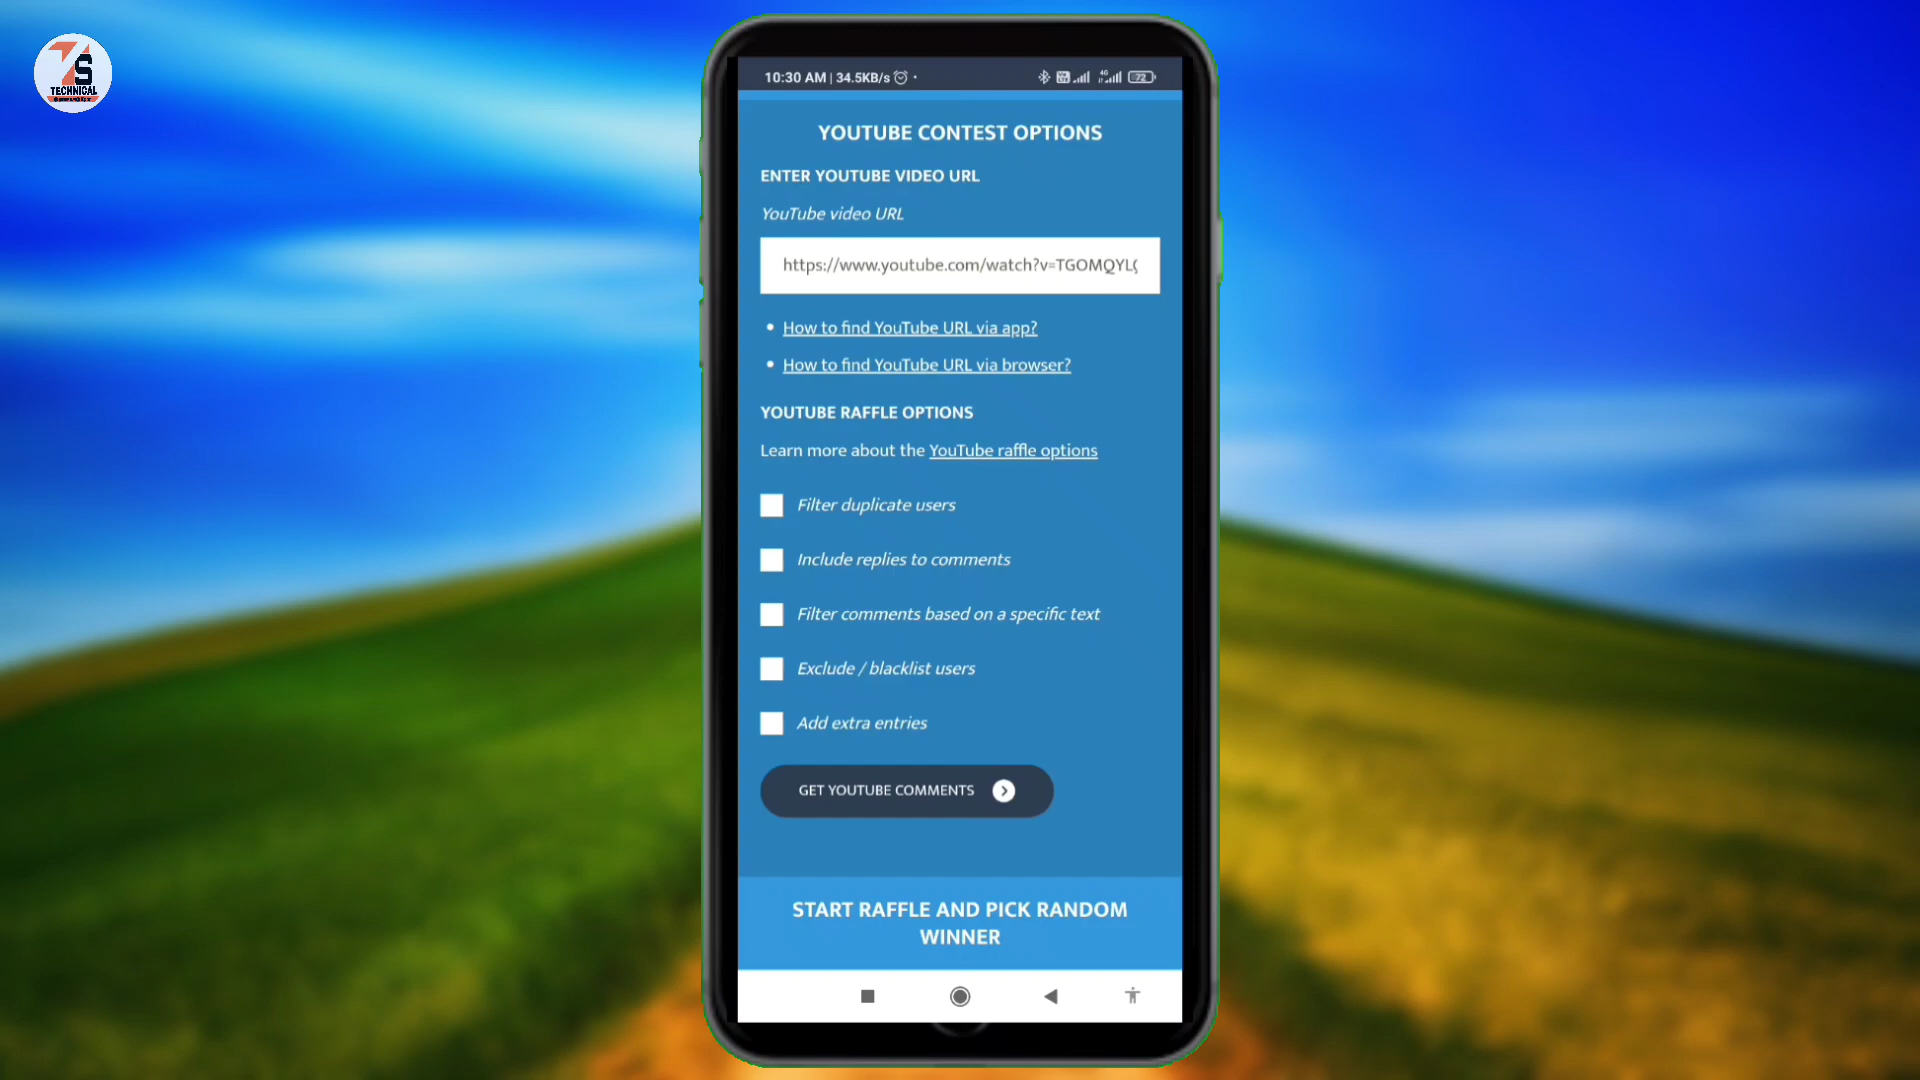 7S
TECHNICAL
10:30 AM | 34.5KB/s
4G
72
YOUTUBE CONTEST OPTIONS
ENTER YOUTUBE VIDEO URL
YouTube video URL
https://www.youtube.com/watch?v=TGOMQYL
How to find YouTube URL via app?
How to find YouTube URL via browser?
YOUTUBE RAFFLE OPTIONS
Learn more about the YouTube raffle options
Filter duplicate users
Include replies to comments
Filter comments based on a specific text
Exclude / blacklist users
Add extra entries
GET YOUTUBE COMMENTS
START RAFFLE AND PICK RANDOM
WINNER